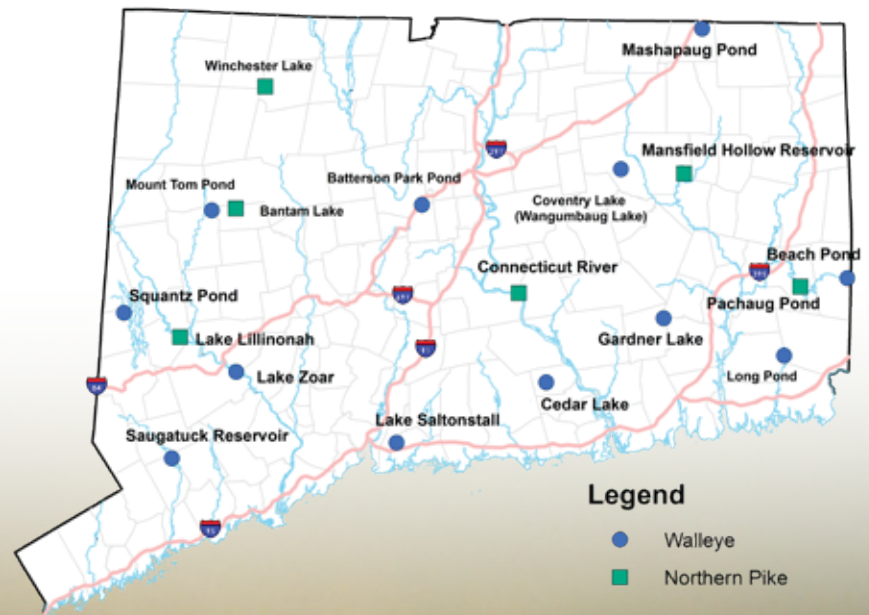 Mashapaug Pond
Winchester Lake
Mansfield Hollow Reservoir
Mount Tom Pond
Batterson Park Pond
Bantam Lake
Coventry Lake
(Wangumbaug Lake)
Beach Pond
Connecticut River
Squantz Pond
Pachaug Pond
Lake Lillinonah
Gardner Lake
Lake Zoar
Long Pond
84
Cedar Lake
Lake Saltonstall
Saugatuck Reservoir
95
Legend
Walleye
Northern Pike